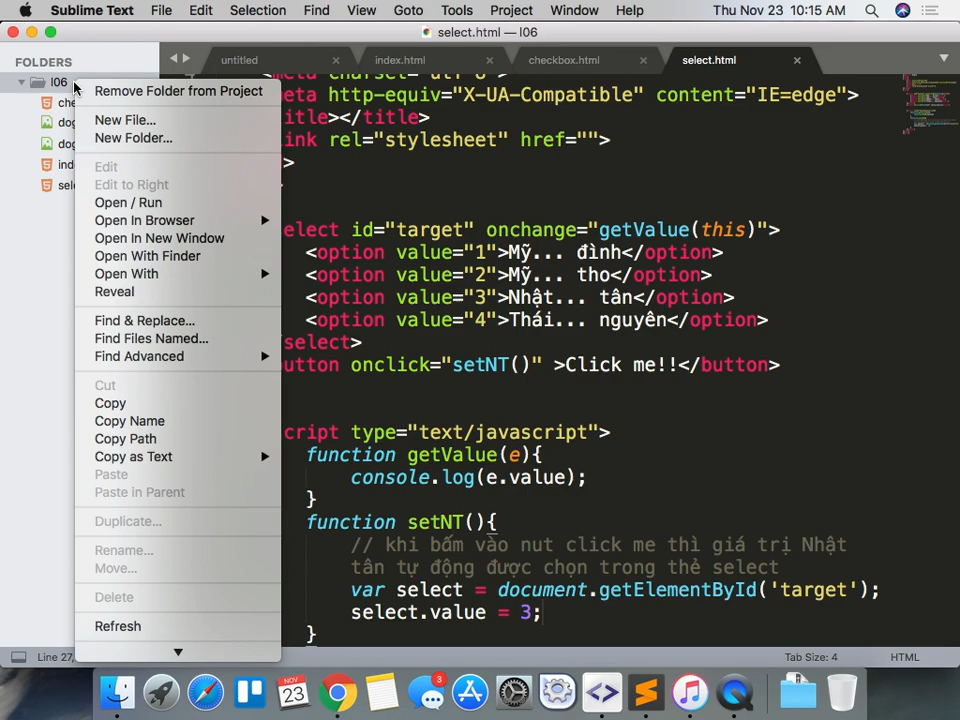 Sublime Text File Edit Selection Find View Goto Tools Project Window Help Thu Nov 23 10:15 AM
select.html — l06
FOLDERS
l06
untitled × index.html × checkbox.html × select.html ×
Remove Folder from Project
New File...
New Folder...
Edit
Edit to Right
Open / Run
Open In Browser
Open In New Window
Open With Finder
Open With
Reveal
Find & Replace...
Find Files Named...
Find Advanced
Cut
Copy
Copy Name
Copy Path
Copy as Text
Paste
Paste in Parent
Duplicate...
Rename...
Move...
Delete
Refresh
http-equiv="X-UA-Compatible" content="IE=edge">
></title>
rel="stylesheet" href="">
>
id="target" onchange="getValue(this)">
<option value="1">Mỹ... đình</option>
<option value="2">Mỹ... tho</option>
<option value="3">Nhật... tân</option>
<option value="4">Thái... nguyên</option>
select>
onclick="setNT()" >Click me!!</button>
type="text/javascript">
function getValue(e){
console.log(e.value);
}
function setNT(){
// khi bấm vào nut click me thì giá trị Nhật
tân tự động được chọn trong thẻ select
var select = document.getElementById('target');
select.value = 3;
}
Line 27, Tab Size: 4 HTML
NOV
23
3